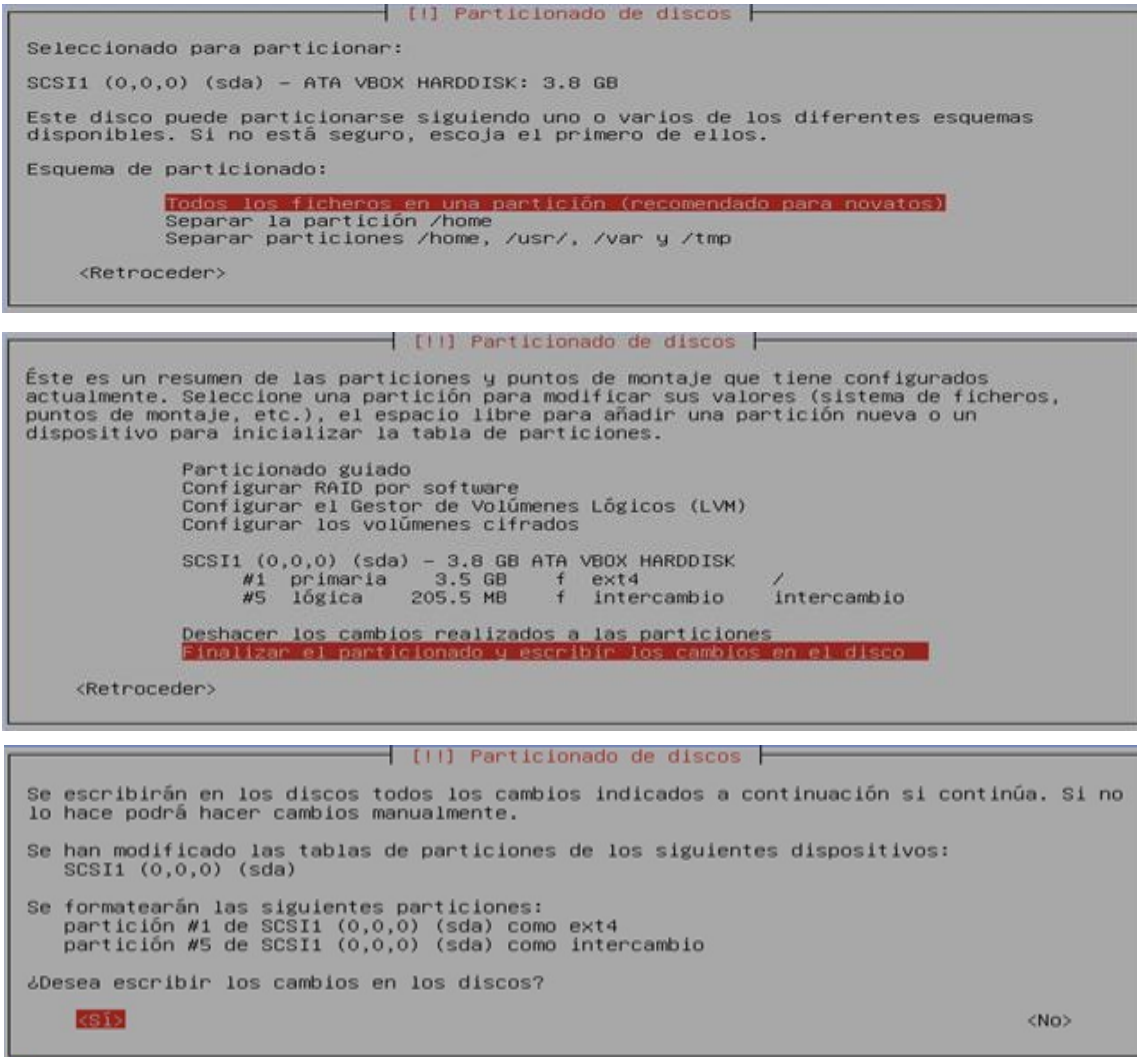 [!] Particionado de discos
Seleccionado para particionar:
SCSI1 (0,0,0) (sda) - ATA VBOX HARDDISK: 3.8 GB
Este disco puede particionarse siguiendo uno o varios de los diferentes esquemas
disponibles. Si no está seguro, escoja el primero de ellos.
Esquema de particionado:
Todos los ficheros en una partición (recomendado para novatos)
Separar la partición /home
Separar particiones /home, /usr/, /var y /tmp
<Retroceder>
[!!] Particionado de discos
Éste es un resumen de las particiones y puntos de montaje que tiene configurados
actualmente. Seleccione una partición para modificar sus valores (sistema de ficheros,
puntos de montaje, etc.), el espacio libre para añadir una partición nueva o un
dispositivo para inicializar la tabla de particiones.
Particionado guiado
Configurar RAID por software
Configurar el Gestor de Volúmenes Lógicos (LVM)
Configurar los volúmenes cifrados
SCSI1 (0,0,0) (sda) - 3.8 GB ATA VBOX HARDDISK
#1 primaria 3.5 GB f ext4 /
#5 lógica 205.5 MB f intercambio intercambio
Deshacer los cambios realizados a las particiones
Finalizar el particionado y escribir los cambios en el disco
<Retroceder>
[!!] Particionado de discos
Se escribirán en los discos todos los cambios indicados a continuación si continúa. Si no
lo hace podrá hacer cambios manualmente.
Se han modificado las tablas de particiones de los siguientes dispositivos:
SCSI1 (0,0,0) (sda)
Se formatearán las siguientes particiones:
partición #1 de SCSI1 (0,0,0) (sda) como ext4
partición #5 de SCSI1 (0,0,0) (sda) como intercambio
¿Desea escribir los cambios en los discos?
<Sí> <No>